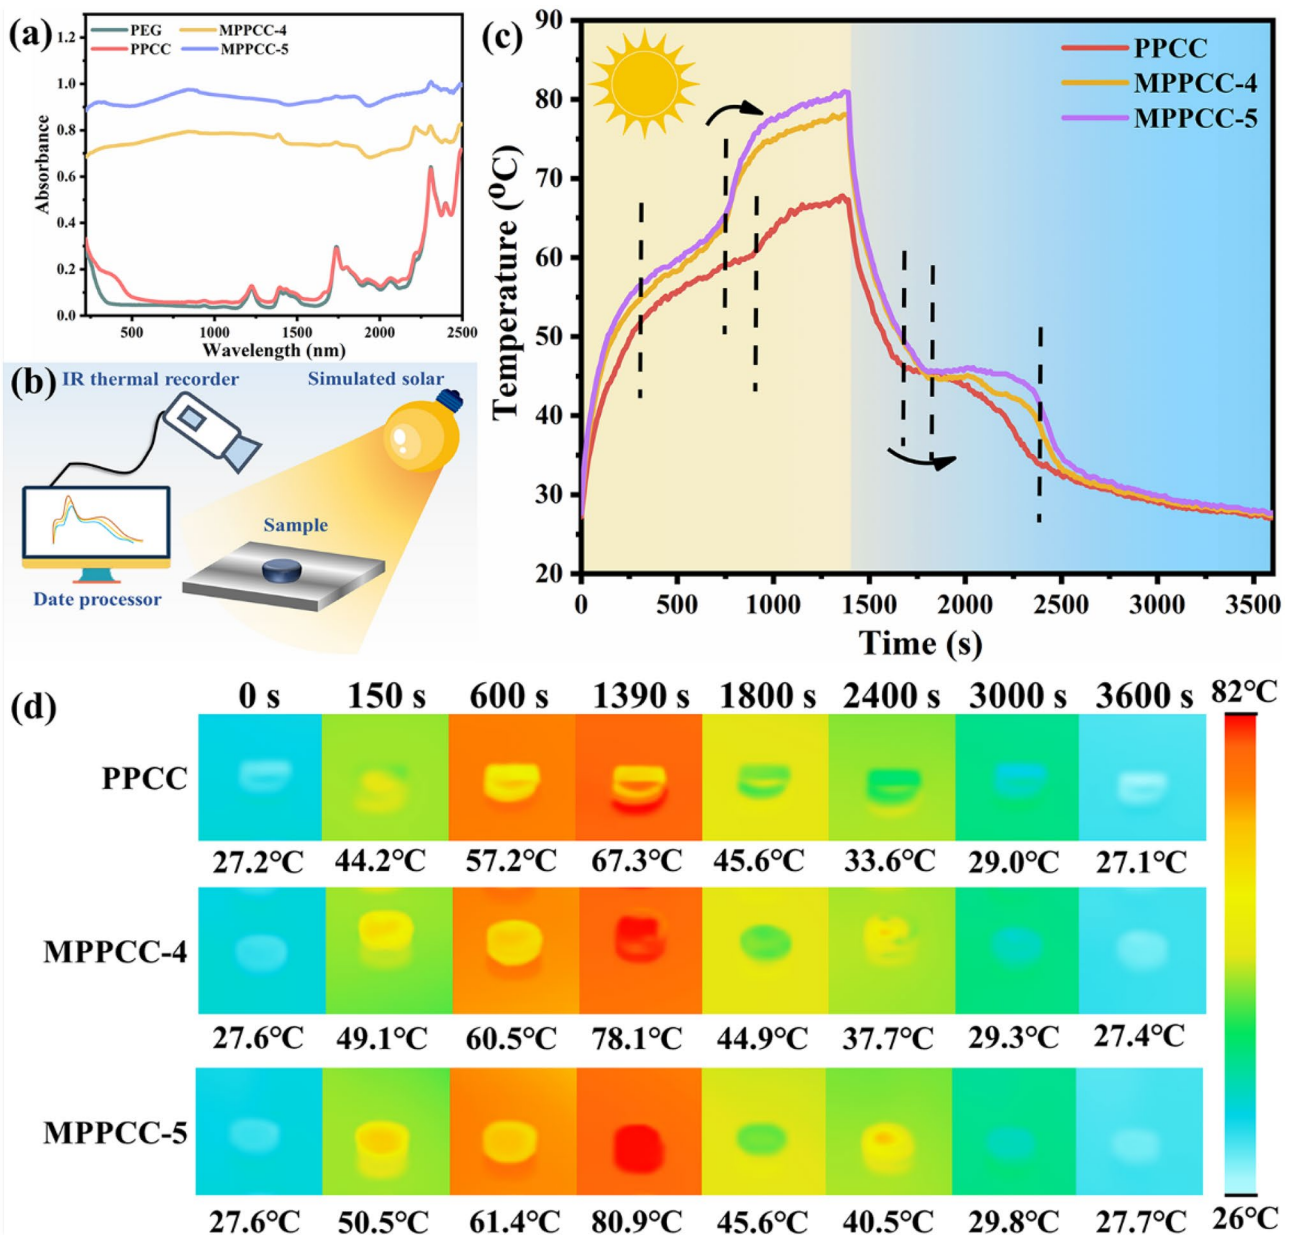 (a)
PEG MPPCC-4
PPCC MPPCC-5
1.2
1.0
0.8
0.6
0.4
0.2
0.0
Absorbance
500 1000 1500 2000 2500
Wavelength (nm)
(b)
IR thermal recorder
Simulated solar
Sample
Date processor
(c)
PPCC
MPPCC-4
MPPCC-5
90
80
70
60
50
40
30
20
Temperature (⁰C)
0 500 1000 1500 2000 2500 3000 3500
Time (s)
(d)
0 s 150 s 600 s 1390 s 1800 s 2400 s 3000 s 3600 s
82°C
PPCC
27.2°C 44.2°C 57.2°C 67.3°C 45.6°C 33.6°C 29.0°C 27.1°C
MPPCC-4
27.6°C 49.1°C 60.5°C 78.1°C 44.9°C 37.7°C 29.3°C 27.4°C
MPPCC-5
27.6°C 50.5°C 61.4°C 80.9°C 45.6°C 40.5°C 29.8°C 27.7°C
26°C